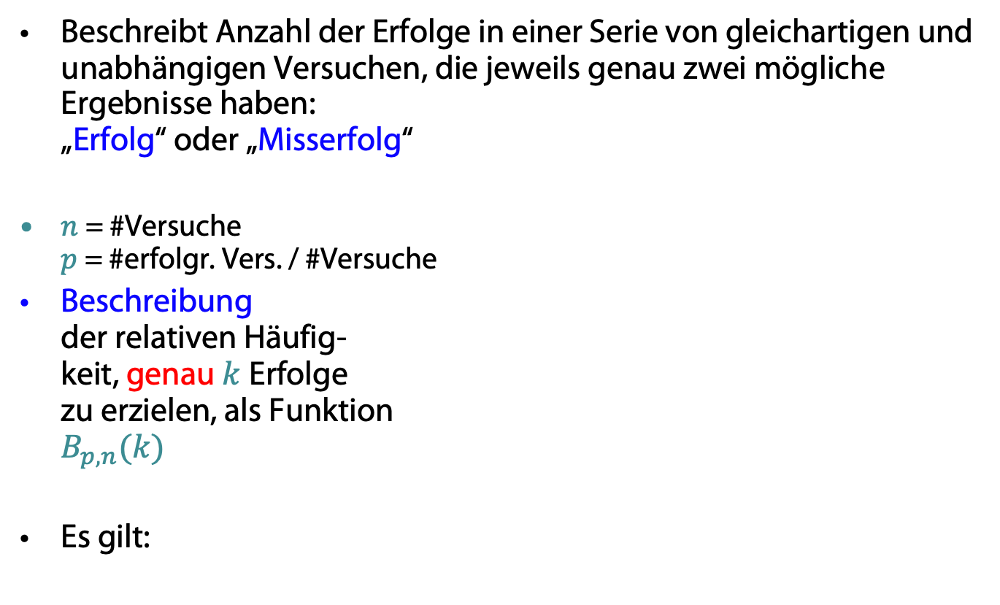 • Beschreibt Anzahl der Erfolge in einer Serie von gleichartigen und
unabhängigen Versuchen, die jeweils genau zwei mögliche
Ergebnisse haben:
„Erfolg“ oder „Misserfolg“
• n = #Versuche
p = #erfolgr. Vers. / #Versuche
• Beschreibung
der relativen Häufig-
keit, genau k Erfolge
zu erzielen, als Funktion
B_{p,n}(k)
• Es gilt: